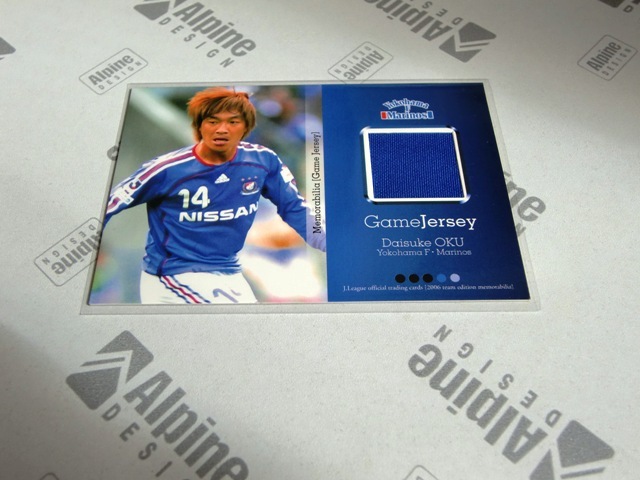 Alpine
DESIGN
Alpine
DESIGN
DESIGN
Alpine
DESIGN
Yokohama
F
Marinos
14
NISSAN
Memorabilia [Game Jersey]
GameJersey
Daisuke OKU
Yokohama F・Marinos
J.League official trading cards [2006 team edition memorabilia]
Alpine
DESIGN
Alpine
DESIGN
Alpine
DESIGN